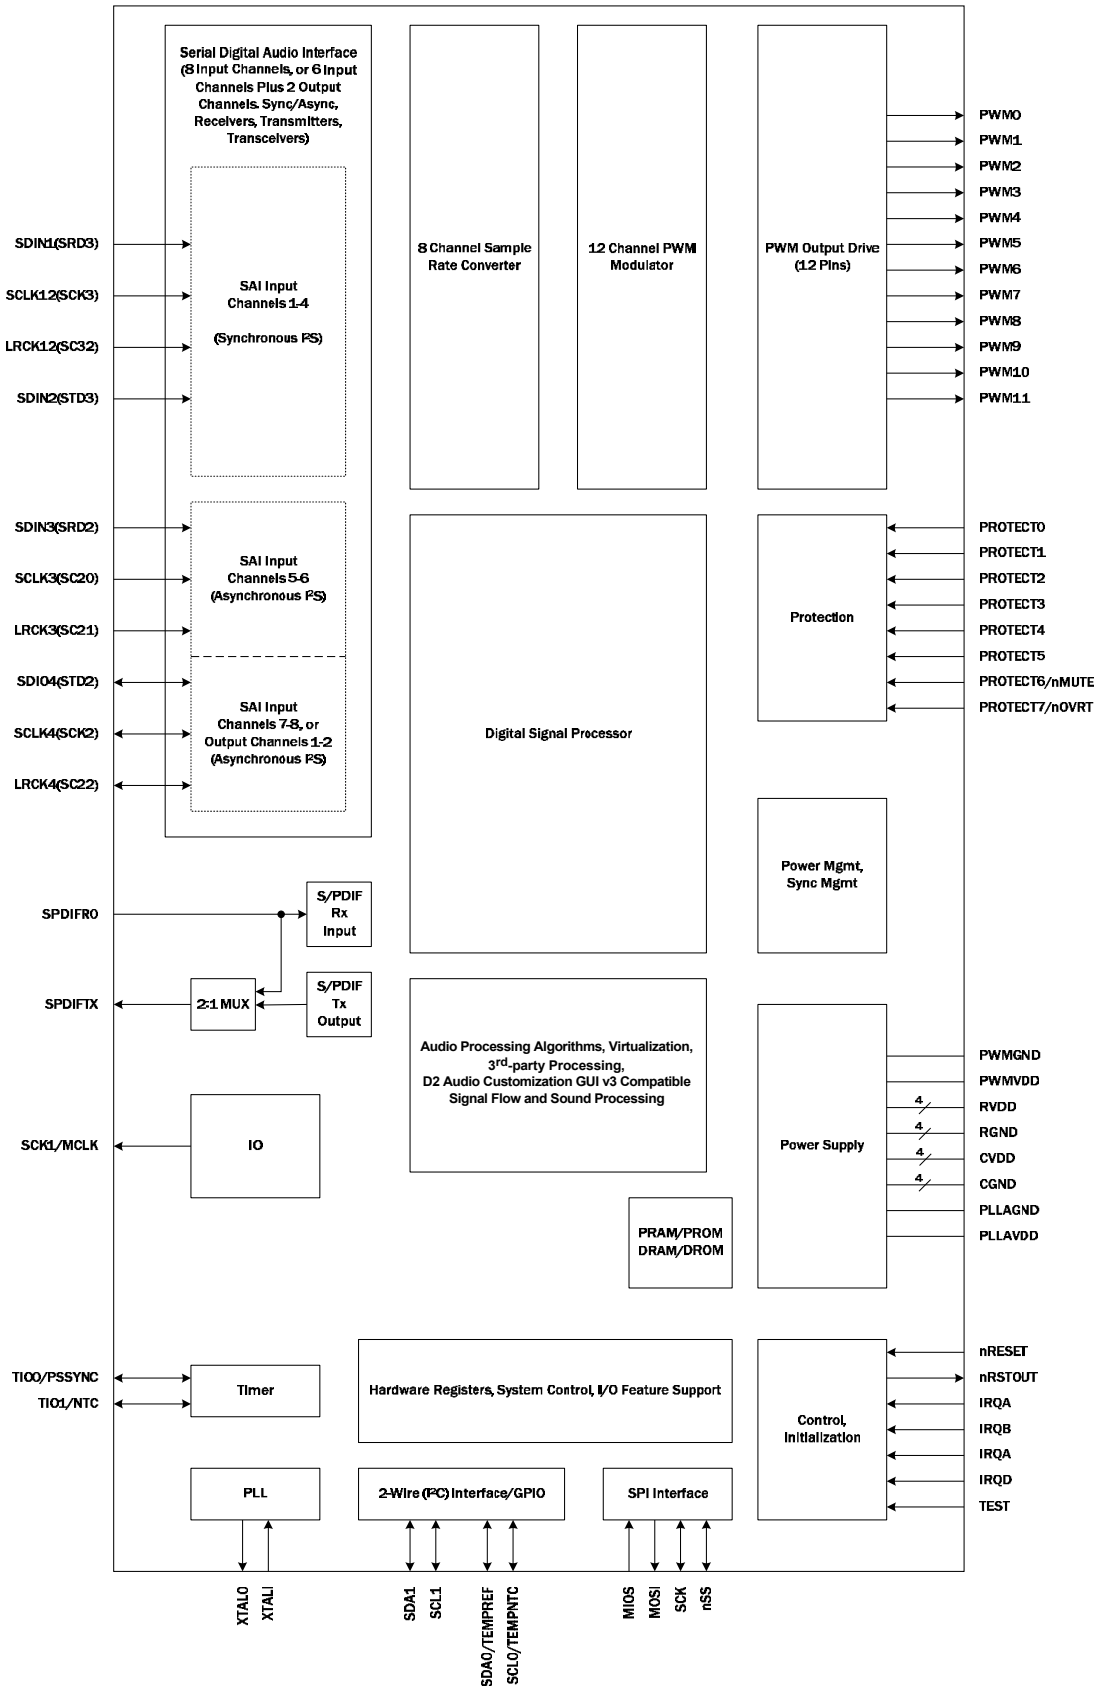 Serial Digital Audio Interface
(8 Input Channels, or 6 Input
Channels Plus 2 Output
Channels. Sync/Async,
Receivers, Transmitters,
Transceivers)
SDIN1(SRD3)
SCLK12(SCK3)
LRCK12(SC32)
SDIN2(STD3)
SAI Input
Channels 1-4
(Synchronous I²S)
SDIN3(SRD2)
SCLK3(SC20)
LRCK3(SC21)
SAI Input
Channels 5-6
(Asynchronous I²S)
SDIO4(STD2)
SCLK4(SCK2)
LRCK4(SC22)
SAI Input
Channels 7-8, or
Output Channels 1-2
(Asynchronous I²S)
8 Channel Sample
Rate Converter
12 Channel PWM
Modulator
PWM Output Drive
(12 Pins)
PWM0
PWM1
PWM2
PWM3
PWM4
PWM5
PWM6
PWM7
PWM8
PWM9
PWM10
PWM11
Digital Signal Processor
Protection
PROTECT0
PROTECT1
PROTECT2
PROTECT3
PROTECT4
PROTECT5
PROTECT6/nMUTE
PROTECT7/nOVRT
Power Mgmt,
Sync Mgmt
SPDIFR0
S/PDIF
Rx
Input
SPDIFTX
2:1 MUX
S/PDIF
Tx
Output
Audio Processing Algorithms, Virtualization,
3rd-party Processing,
D2 Audio Customization GUI v3 Compatible
Signal Flow and Sound Processing
SCK1/MCLK
IO
Power Supply
PWMGND
PWMVDD
4
RVDD
4
RGND
4
CVDD
4
CGND
PLLAGND
PLLAVDD
PRAM/PROM
DRAM/DROM
TIO0/PSSYNC
TIO1/NTC
Timer
Hardware Registers, System Control, I/O Feature Support
Control,
Initialization
nRESET
nRSTOUT
IRQA
IRQB
IRQA
IRQD
TEST
PLL
2-Wire (I²C) Interface/GPIO
SPI Interface
XTALO
XTALI
SDA1
SCL1
SDA0/TEMPREF
SCL0/TEMPNTC
MIOS
MOSI
SCK
nSS